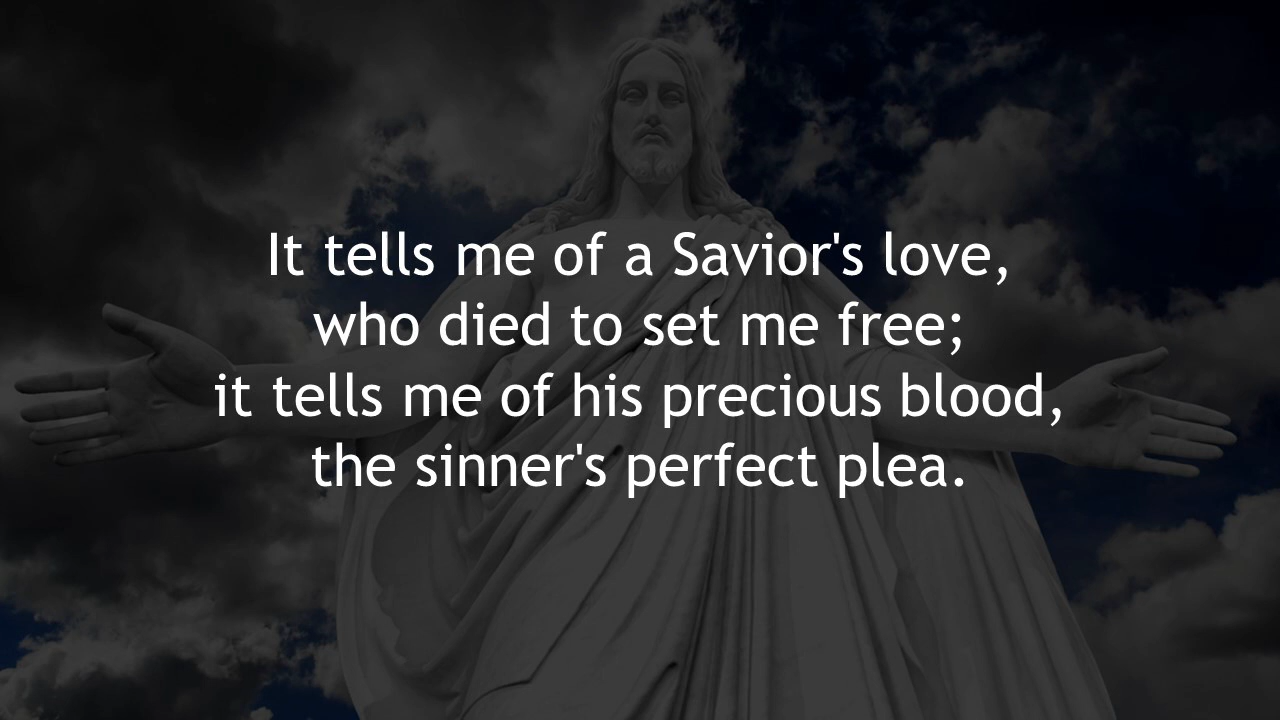 It tells me of a Savior's love,
who died to set me free;
it tells me of his precious blood,
the sinner's perfect plea.